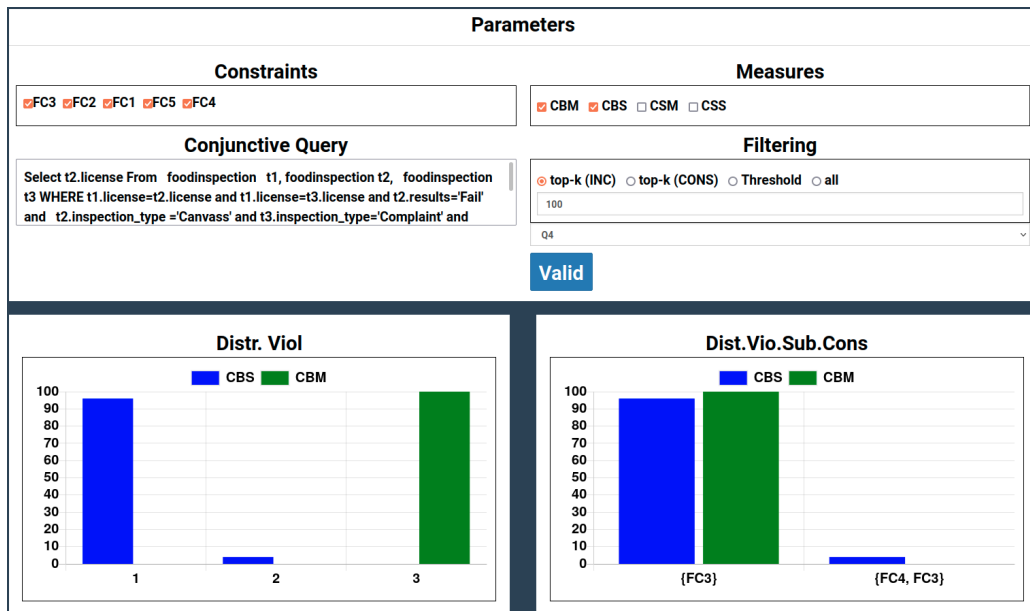 Parameters
Constraints
FC3 FC2 FC1 FC5 FC4
Measures
CBM CBS CSM CSS
Conjunctive Query
Select t2.license From foodinspection t1, foodinspection t2, foodinspection
t3 WHERE t1.license=t2.license and t1.license=t3.license and t2.results='Fail'
and t2.inspection_type ='Canvass' and t3.inspection_type='Complaint' and
Filtering
top-k (INC) top-k (CONS) Threshold all
100
Q4
Valid
Distr. Viol
CBS CBM
100
90
80
70
60
50
40
30
20
10
0
1 2 3
Dist.Vio.Sub.Cons
CBS CBM
100
90
80
70
60
50
40
30
20
10
0
{FC3} {FC4, FC3}